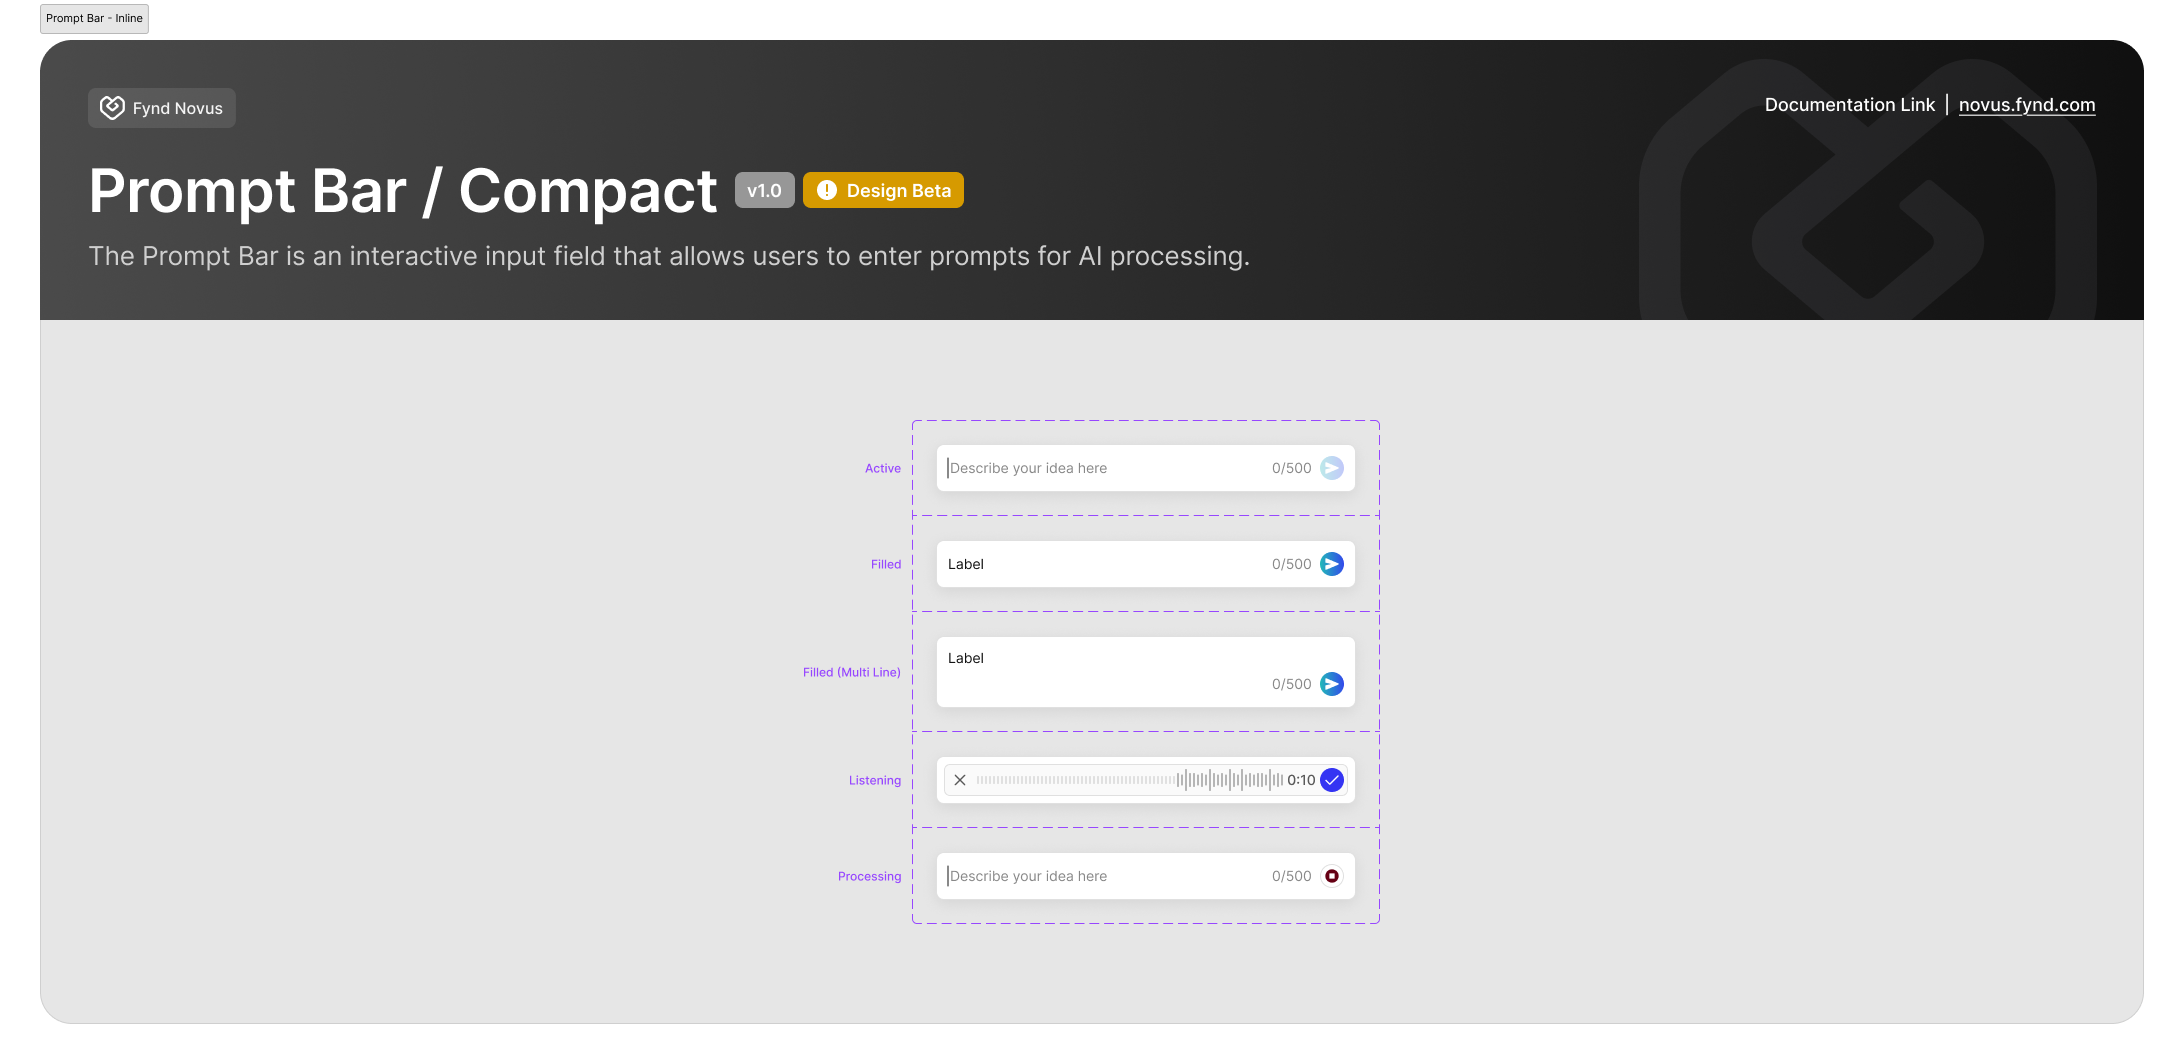 Prompt Bar - Inline
Fynd Novus
Documentation Link | novus.fynd.com
Prompt Bar / Compact v1.0 Design Beta
The Prompt Bar is an interactive input field that allows users to enter prompts for AI processing.
Active Describe your idea here 0/500
Filled Label 0/500
Label
Filled (Multi Line)
0/500
Listening 0:10
Processing Describe your idea here 0/500